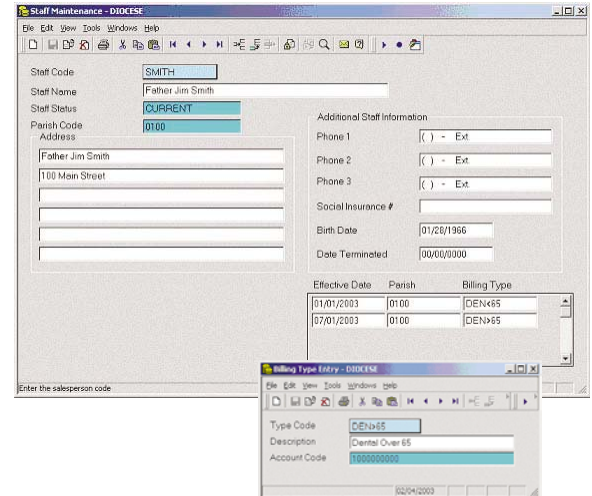 Staff Maintenance - DIOCESE
File Edit View Tools Windows Help
Staff Code SMITH
Staff Name Father Jim Smith
Staff Status CURRENT
Parish Code 0100
Address
Father Jim Smith
100 Main Street
Additional Staff Information
Phone 1 ( ) - Ext.
Phone 2 ( ) - Ext.
Phone 3 ( ) - Ext.
Social Insurance #
Birth Date 01/28/1966
Date Terminated 00/00/0000
Effective Date Parish Billing Type
01/01/2003 0100 DEN<65
07/01/2003 0100 DEN>65
Enter the salesperson code
Billing Type Entry - DIOCESE
File Edit View Tools Windows Help
Type Code DEN>65
Description Dental Over 65
Account Code 1000000000
02/04/2003